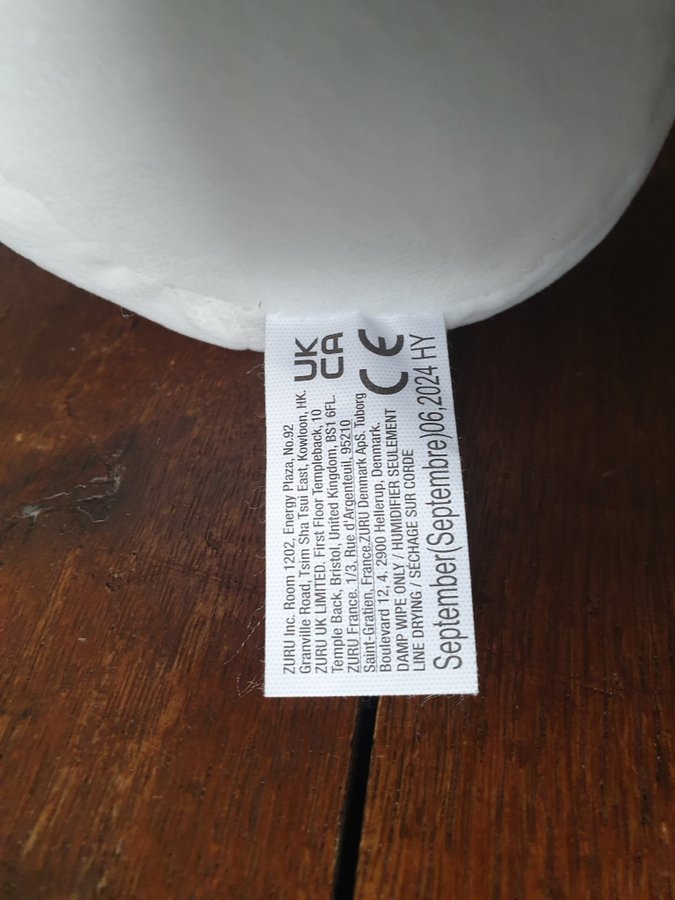 ZURU Inc. Room 1202, Energy Plaza, No.92
Granville Road, Tsim Sha Tsui East, Kowloon, HK.
ZURU UK LIMITED. First Floor Templeback, 10
Temple Back, Bristol, United Kingdom, BS1 6FL.
ZURU France. 1/3. Rue d'Argenteuil, 95210
Saint-Gratien, France.ZURU Denmark ApS. Tuborg
Boulevard 12, 4. 2900 Hellerup, Denmark.
DAMP WIPE ONLY / HUMIDIFIER SEULEMENT
LINE DRYING / SÉCHAGE SUR CORDE
September(Septembre)06,2024 HY
UK
CA
CE